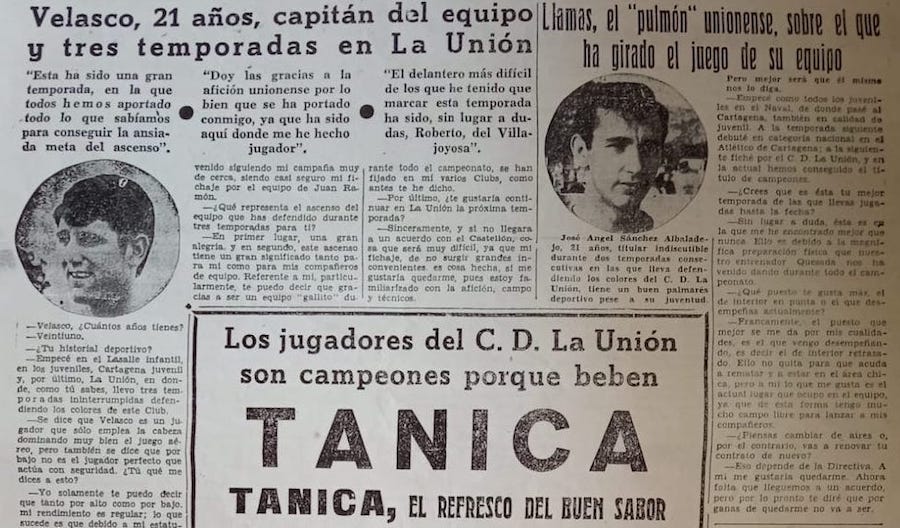 Velasco, 21 años, capitán del equipo
y tres temporadas en La Unión
"Esta ha sido una gran
temporada, en la que
todos hemos aportado
todo lo que sabíamos
para conseguir la ansia-
da meta del ascenso".
"Doy las gracias a la
afición unionense por lo
bien que se ha portado
conmigo, ya que ha sido
aquí donde me he hecho
jugador".
"El delantero más difícil
de los que he tenido que
marcar esta temporada
ha sido, sin lugar a du-
das, Roberto, del Villa-
joyosa".
—Velasco, ¿Cuántos años tienes?
—Veintiuno.
—¿Tu historial deportivo?
—Empecé en el Lasalle infantil,
en los juveniles, Cartagena juvenil
y, por último, La Unión, en don-
de, como tú sabes, llevo tres tem-
poradas ininterrumpidas defen-
diendo los colores de este Club.
—Se dice que Velasco es un ju-
gador que sólo emplea la cabeza
dominando muy bien el juego aé-
reo, pero también se dice que por
bajo no es el jugador perfecto que
actúa con seguridad. ¿Tú qué me
dices a esto?
—Yo solamente te puedo decir
que tanto por alto como por bajo,
mi rendimiento es regular; lo que
sucede es que debido a mi estatu-
venido siguiendo mi campaña muy
de cerca, siendo casi seguro mi fi-
chaje por el equipo de Juan Ra-
món.
—¿Qué representa el ascenso del
equipo que has defendido durante
tres temporadas para ti?
—En primer lugar, una gran
alegría, y en segundo, este ascenso
tiene un gran significado tanto pa-
ra mí como para mis compañeros
de equipo. Referente a mí, particu-
larmente, te puedo decir que gra-
cias a ser un equipo "gallito" du-
rante todo el campeonato, se han
fijado en mí varios Clubs, como
antes te he dicho.
—Por último, ¿te gustaría conti-
nuar en La Unión la próxima tem-
porada?
—Sinceramente, y si no llegara
a un acuerdo con el Castellón, co-
sa que será muy difícil, ya que mi
fichaje, de no surgir grandes in-
convenientes, es cosa hecha, sí me
gustaría quedarme, pues estoy fa-
miliarizado con la afición, campo
y técnicos.
Llamas, el "pulmón" unionense, sobre el que
ha girado el juego de su equipo
José Angel Sánchez Albalade-
jo, 21 años, titular indiscutible
durante dos temporadas conse-
cutivas en las que lleva defen-
diendo los colores del C. D. La
Unión, tiene un buen palmarés
deportivo pese a su juventud.
Pero mejor será que él mismo
nos lo diga.
—Empecé como todos los juveni-
les en el Naval, de donde pasé al
Cartagena, también en calidad de
juvenil. A la temporada siguiente
debuté en categoría nacional en el
Atlético de Cartagena; a la siguien-
te fiché por el C. D. La Unión, y en
la actual hemos conseguido el tí-
tulo de campeones.
—¿Crees que es ésta tu mejor
temporada de las que llevas juga-
das hasta la fecha?
—Sin lugar a duda, ésta es en
la que me he encontrado mejor que
nunca. Ello es debido a la magní-
fica preparación física que nues-
tro entrenador Quesada nos ha
venido dando durante todo el cam-
peonato.
—¿Qué puesto te gusta más, el
de interior en punta o el que des-
empeñas actualmente?
—Francamente, el puesto que
mejor se me da por mis cualida-
des, es el que vengo desempeñan-
do, es decir el de interior retrasa-
do. Ello no quita para que acuda
a rematar y a estar en el área chi-
ca, pero a mí lo que me gusta es el
actual lugar que ocupo en el equipo,
ya que de esta forma tengo mu-
cho campo libre para lanzar a mis
compañeros.
—¿Piensas cambiar de aires o,
por el contrario, vas a renovar
tu contrato de nuevo?
—Eso depende de la Directiva. A
mí me gustaría quedarme. Ahora
falta que lleguemos a un acuerdo,
pero por lo pronto te diré que por
ganas de quedarme no va a ser.
Los jugadores del C. D. La Unión
son campeones porque beben
TANICA
TANICA, EL REFRESCO DEL BUEN SABOR